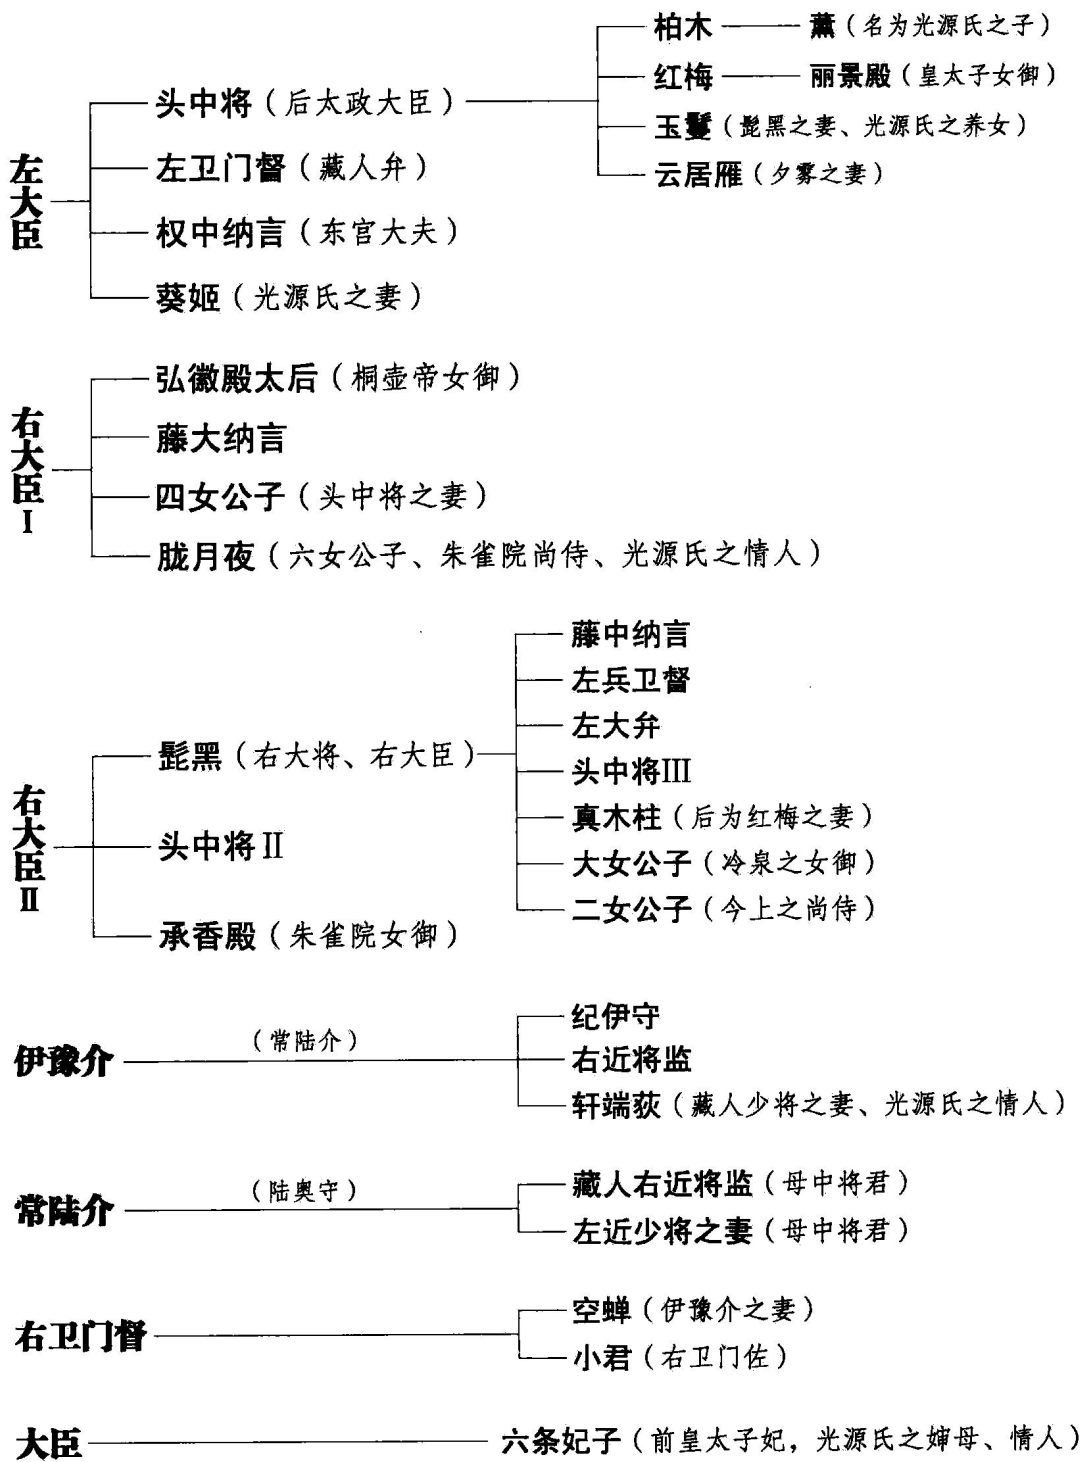 左大臣
头中将（后太政大臣）
柏木 薰（名为光源氏之子）
红梅 丽景殿（皇太子女御）
玉鬘（髭黑之妻、光源氏之养女）
云居雁（夕雾之妻）
左卫门督（藏人弁）
权中纳言（东宫大夫）
葵姬（光源氏之妻）
右大臣Ⅰ
弘徽殿太后（桐壶帝女御）
藤大纳言
四女公子（头中将之妻）
胧月夜（六女公子、朱雀院尚侍、光源氏之情人）
右大臣Ⅱ
髭黑（右大将、右大臣）
藤中纳言
左兵卫督
左大弁
头中将Ⅲ
真木柱（后为红梅之妻）
大女公子（冷泉之女御）
二女公子（今上之尚侍）
头中将Ⅱ
承香殿（朱雀院女御）
伊豫介 （常陆介）
纪伊守
右近将监
轩端荻（藏人少将之妻、光源氏之情人）
常陆介 （陆奥守）
藏人右近将监（母中将君）
左近少将之妻（母中将君）
右卫门督
空蝉（伊豫介之妻）
小君（右卫门佐）
大臣 六条妃子（前皇太子妃，光源氏之婶母、情人）